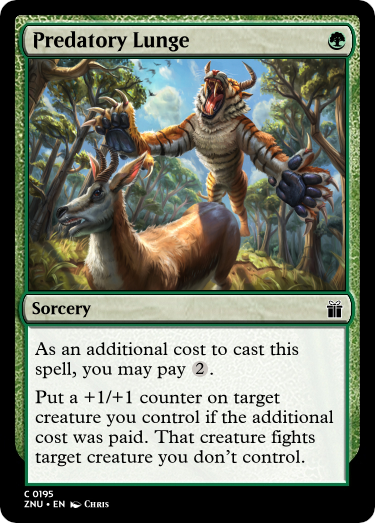 Predatory Lunge
Sorcery
As an additional cost to cast this
spell, you may pay 2.
Put a +1/+1 counter on target
creature you control if the additional
cost was paid. That creature fights
target creature you don't control.
C 0195
ZNU • EN Chris